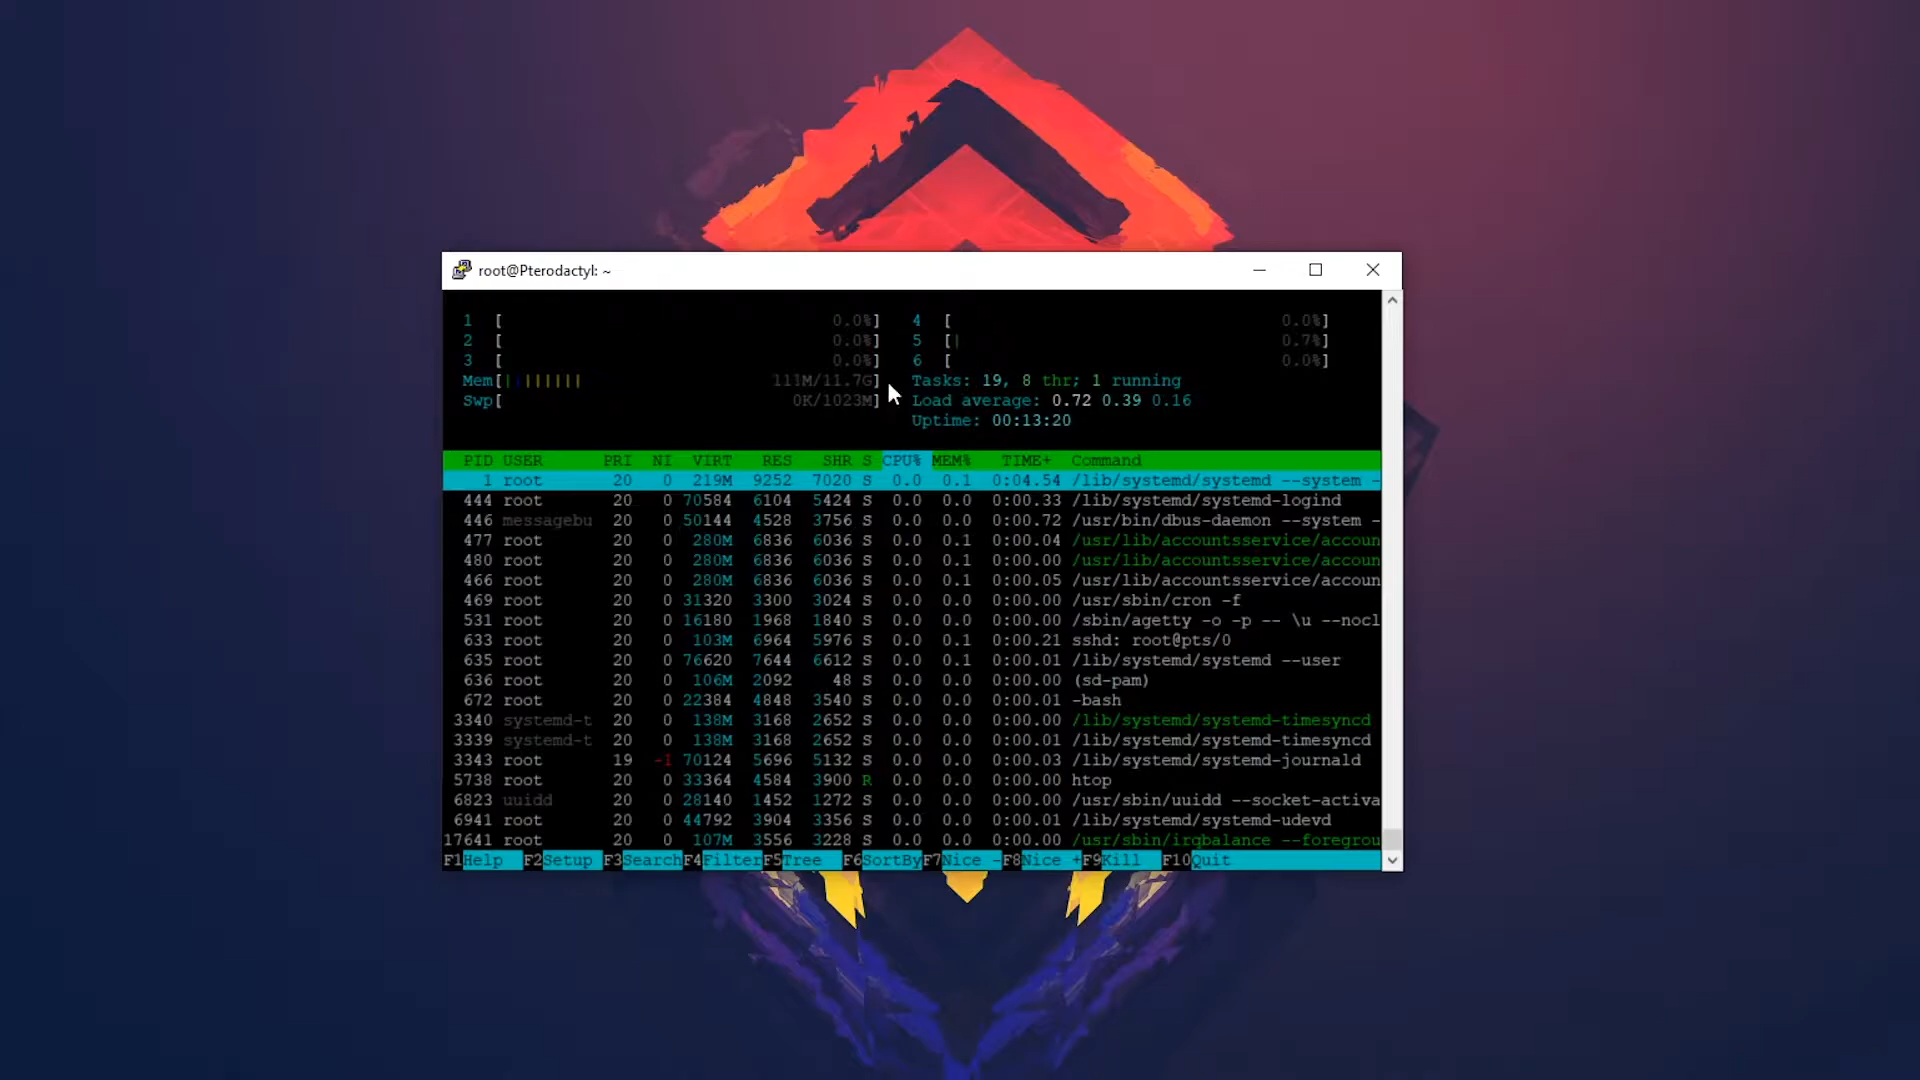 root@Pterodactyl: ~
1 [ 0.0%] 4 [ 0.0%]
2 [ 0.0%] 5 [| 0.7%]
3 [ 0.0%] 6 [ 0.0%]
Mem[||||||||| 111M/11.7G] Tasks: 19, 8 thr; 1 running
Swp[ 0K/1023M] Load average: 0.72 0.39 0.16
Uptime: 00:13:20
PID USER PRI NI VIRT RES SHR S CPU% MEM% TIME+ Command
1 root 20 0 219M 9252 7020 S 0.0 0.1 0:04.54 /lib/systemd/systemd --system -
444 root 20 0 70584 6104 5424 S 0.0 0.0 0:00.33 /lib/systemd/systemd-logind
446 messagebu 20 0 50144 4528 3756 S 0.0 0.0 0:00.72 /usr/bin/dbus-daemon --system -
477 root 20 0 280M 6836 6036 S 0.0 0.1 0:00.04 /usr/lib/accountsservice/accoun
480 root 20 0 280M 6836 6036 S 0.0 0.1 0:00.00 /usr/lib/accountsservice/accoun
466 root 20 0 280M 6836 6036 S 0.0 0.1 0:00.05 /usr/lib/accountsservice/accoun
469 root 20 0 31320 3300 3024 S 0.0 0.0 0:00.00 /usr/sbin/cron -f
531 root 20 0 16180 1968 1840 S 0.0 0.0 0:00.00 /sbin/agetty -o -p -- \u --nocl
633 root 20 0 103M 6964 5976 S 0.0 0.1 0:00.21 sshd: root@pts/0
635 root 20 0 76620 7644 6612 S 0.0 0.1 0:00.01 /lib/systemd/systemd --user
636 root 20 0 106M 2092 48 S 0.0 0.0 0:00.00 (sd-pam)
672 root 20 0 22384 4848 3540 S 0.0 0.0 0:00.01 -bash
3340 systemd-t 20 0 138M 3168 2652 S 0.0 0.0 0:00.00 /lib/systemd/systemd-timesyncd
3339 systemd-t 20 0 138M 3168 2652 S 0.0 0.0 0:00.01 /lib/systemd/systemd-timesyncd
3343 root 19 -1 70124 5696 5132 S 0.0 0.0 0:00.03 /lib/systemd/systemd-journald
5738 root 20 0 33364 4584 3900 R 0.0 0.0 0:00.00 htop
6823 uuidd 20 0 28140 1452 1272 S 0.0 0.0 0:00.00 /usr/sbin/uuidd --socket-activa
6941 root 20 0 44792 3904 3356 S 0.0 0.0 0:00.01 /lib/systemd/systemd-udevd
17641 root 20 0 107M 3556 3228 S 0.0 0.0 0:00.00 /usr/sbin/irqbalance --foregrou
F1Help F2Setup F3SearchF4FilterF5Tree F6SortByF7Nice -F8Nice +F9Kill F10Quit